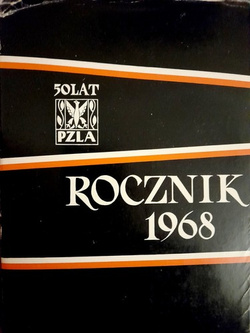 50 LAT
PZLA
ROCZNIK
1968